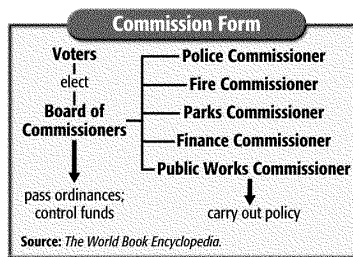 Commission Form
Voters
elect
Board of
Commissioners
pass ordinances;
control funds
Police Commissioner
Fire Commissioner
Parks Commissioner
Finance Commissioner
Public Works Commissioner
carry out policy
Source: The World Book Encyclopedia.